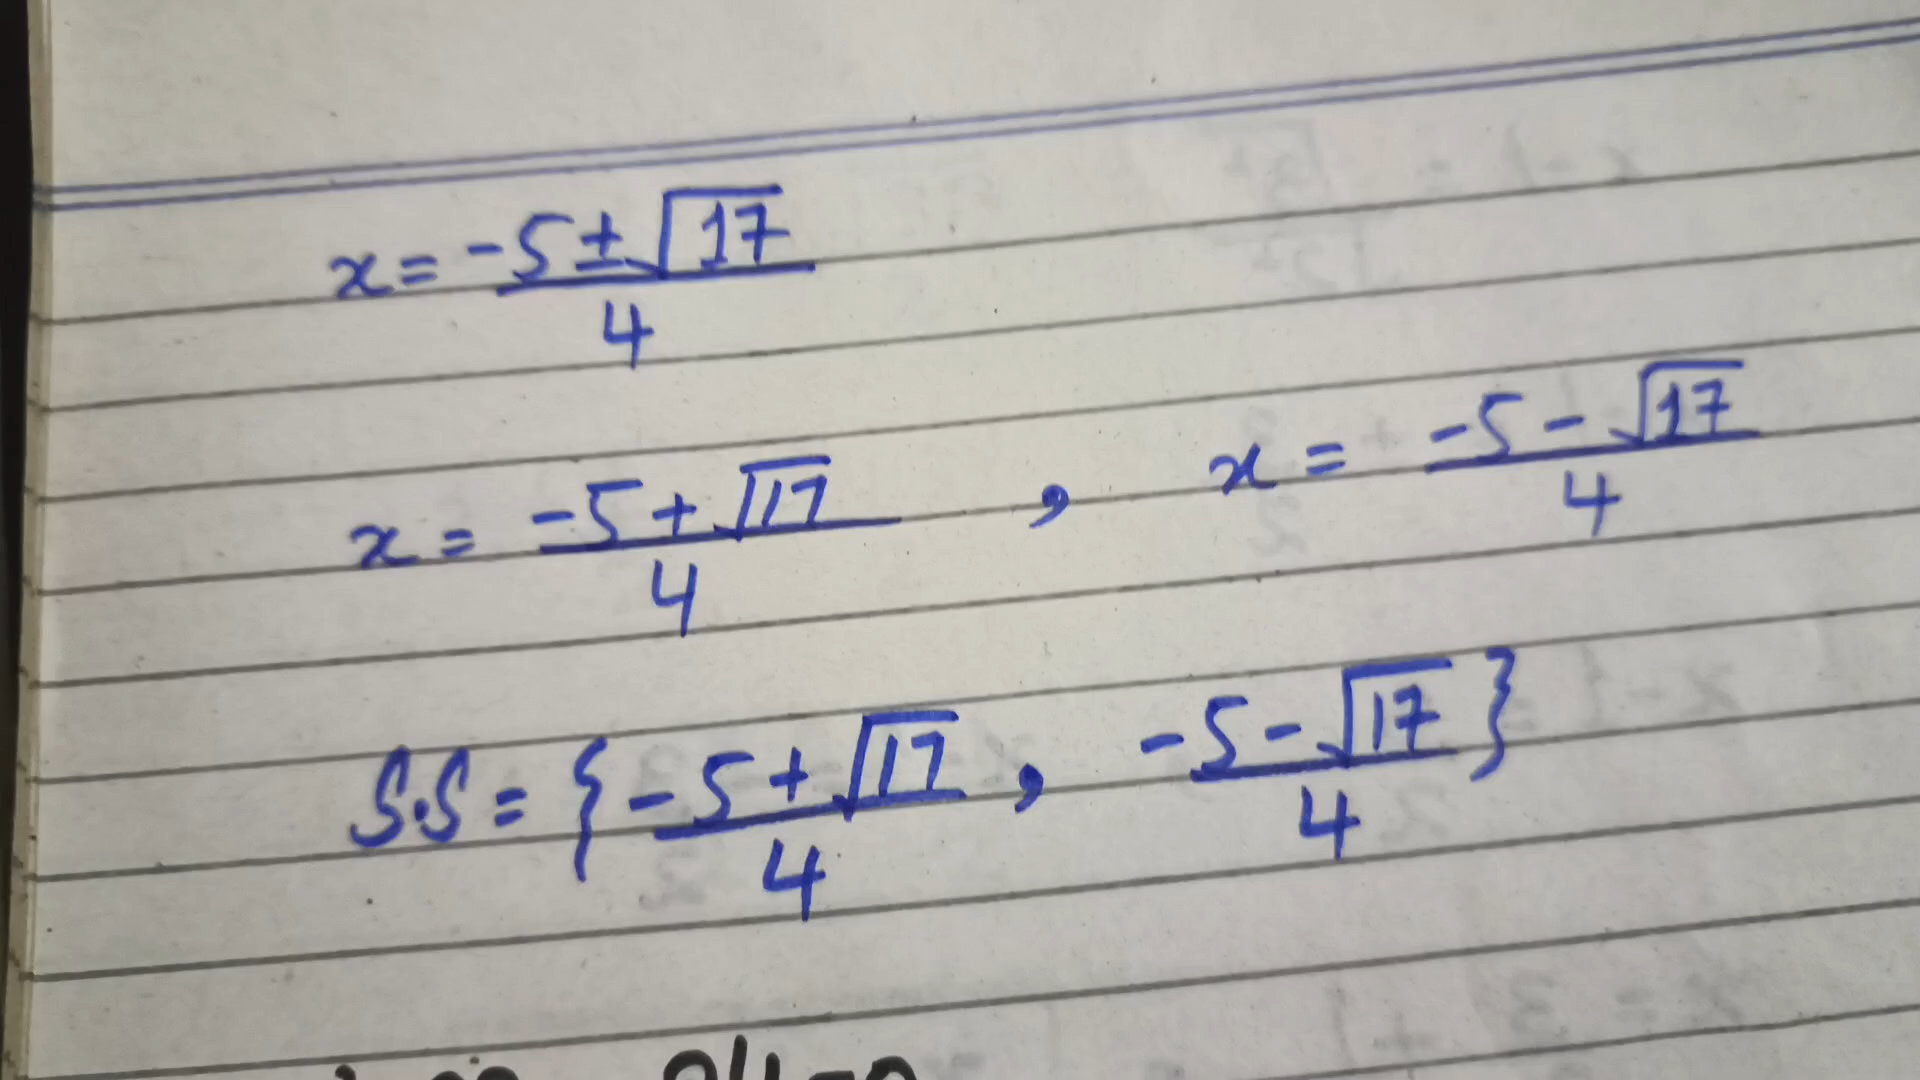 x = (-5 ± √17)/4
x = (-5 + √17)/4 , x = (-5 - √17)/4
S.S = { (-5 + √17)/4 , (-5 - √17)/4 }